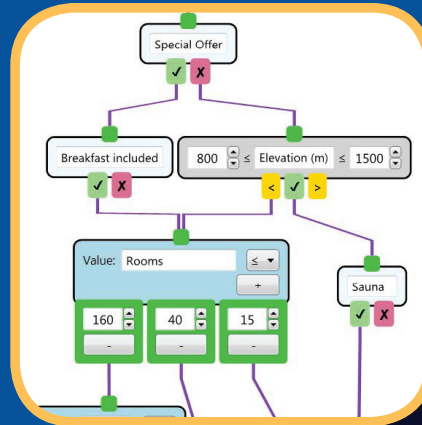 Special Offer
✓ X
Breakfast included
✓ X
800 ≤ Elevation (m) ≤ 1500
< ✓ >
Value: Rooms ≤
+
160 40 15
- - -
Sauna
✓ X